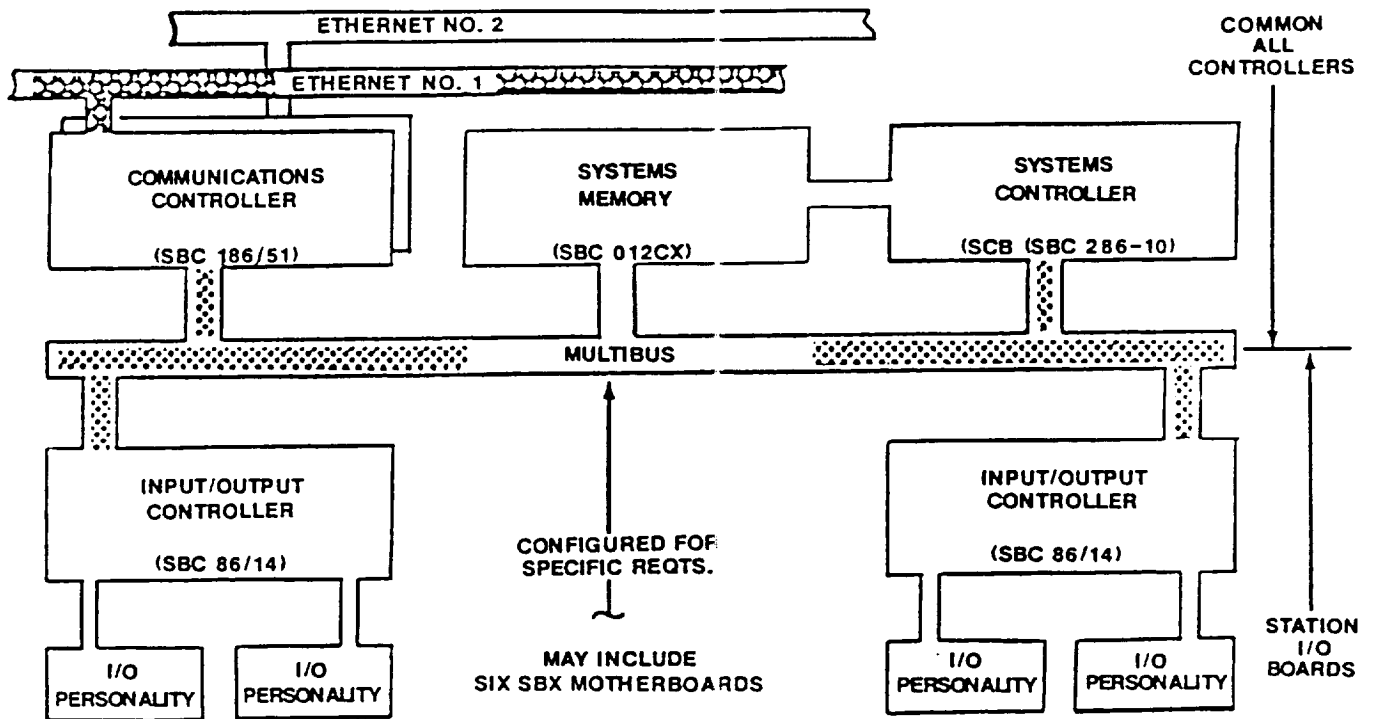 ETHERNET NO. 2
ETHERNET NO. 1
COMMON
ALL
CONTROLLERS
COMMUNICATIONS
CONTROLLER
(SBC 186/51)
SYSTEMS
MEMORY
(SBC 012CX)
SYSTEMS
CONTROLLER
(SCB (SBC 286-10)
MULTIBUS
INPUT/OUTPUT
CONTROLLER
(SBC 86/14)
CONFIGURED FOR
SPECIFIC REQTS.
MAY INCLUDE
SIX SBX MOTHERBOARDS
INPUT/OUTPUT
CONTROLLER
(SBC 86/14)
I/O
PERSONALITY
I/O
PERSONALITY
I/O
PERSONALITY
I/O
PERSONALITY
STATION
I/O
BOARDS